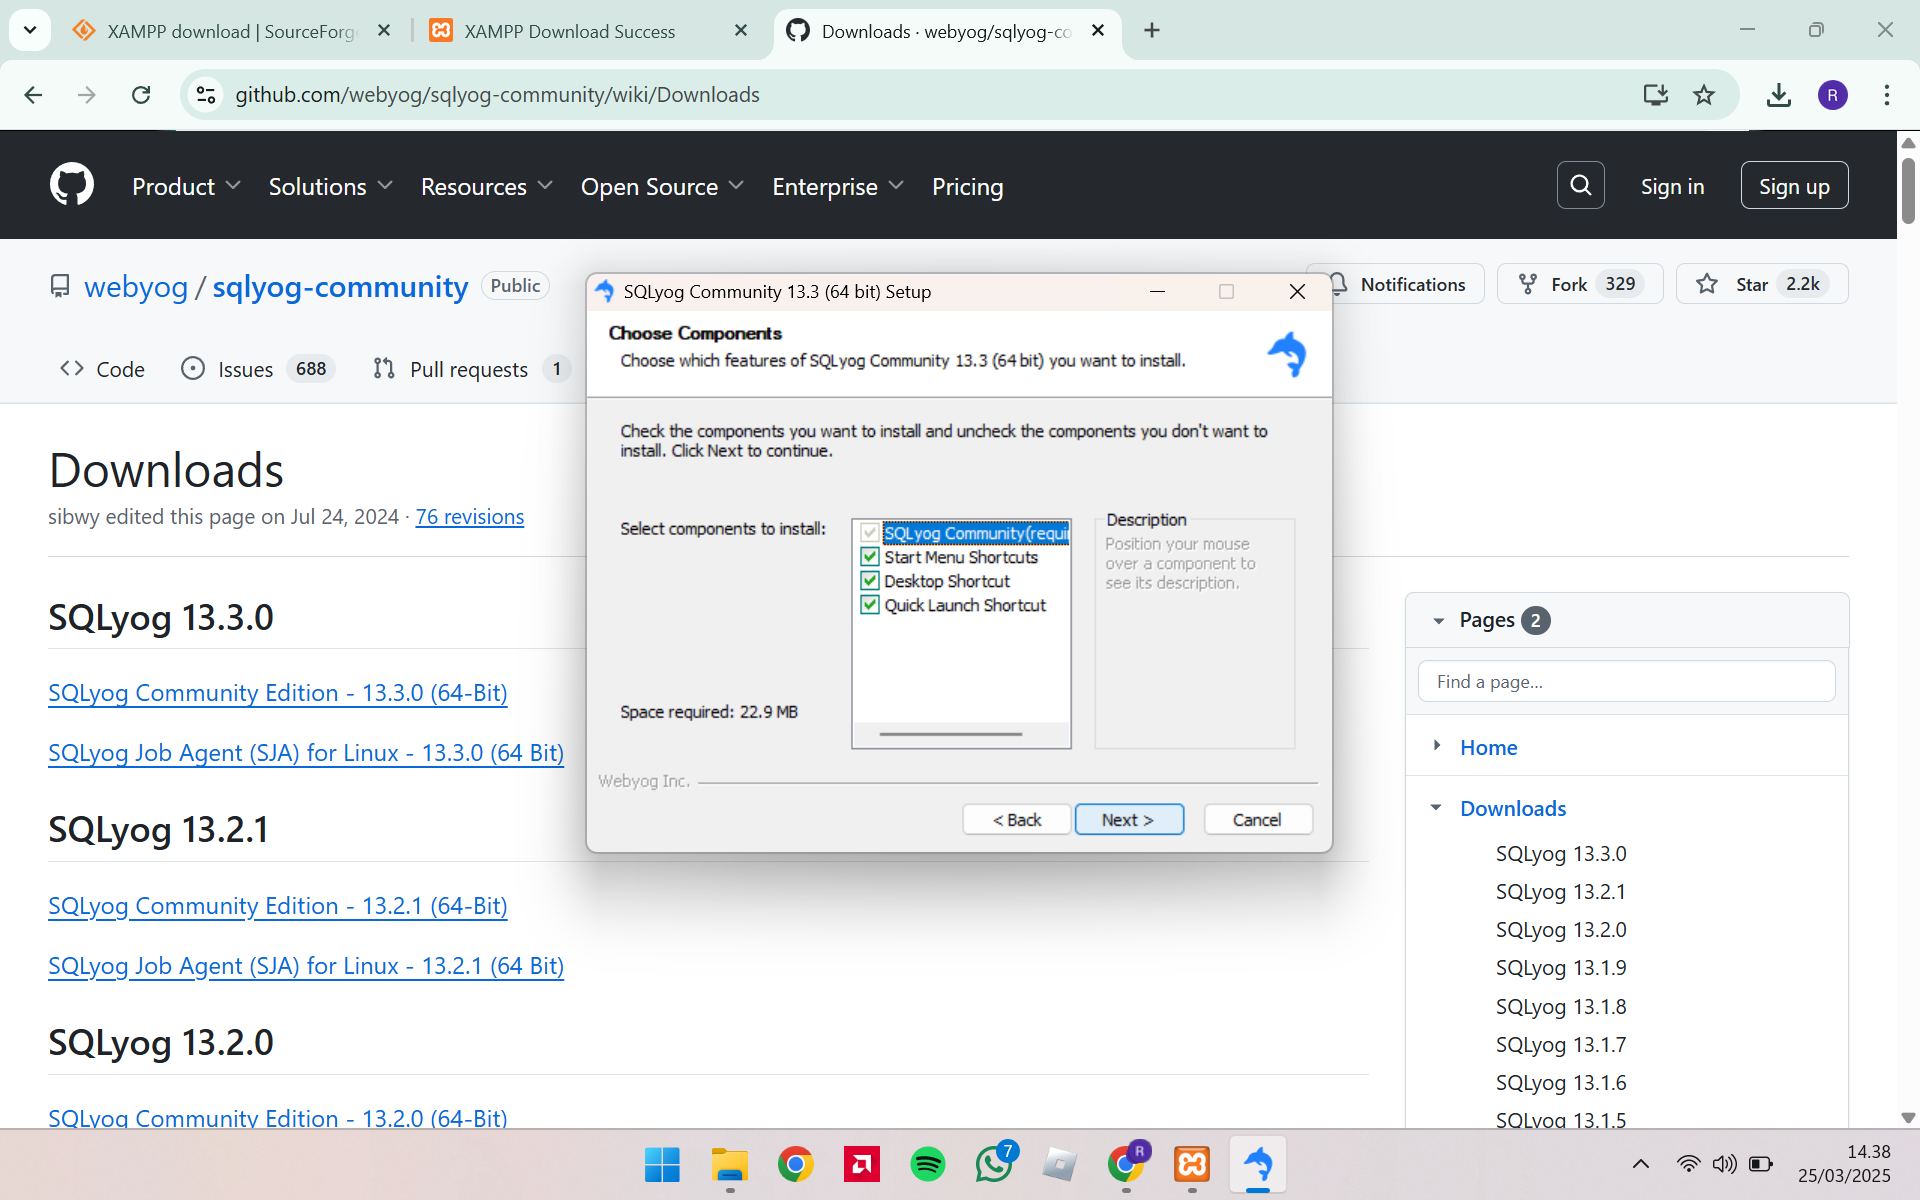 XAMPP download | SourceForge
XAMPP Download Success
Downloads · webyog/sqlyog-co
github.com/webyog/sqlyog-community/wiki/Downloads
R
Product
Solutions
Resources
Open Source
Enterprise
Pricing
Sign in
Sign up
webyog / sqlyog-community
Public
Notifications
Fork 329
Star 2.2k
Code
Issues 688
Pull requests 1
Downloads
sibwy edited this page on Jul 24, 2024 · 76 revisions
SQLyog 13.3.0
SQLyog Community Edition - 13.3.0 (64-Bit)
SQLyog Job Agent (SJA) for Linux - 13.3.0 (64 Bit)
SQLyog 13.2.1
SQLyog Community Edition - 13.2.1 (64-Bit)
SQLyog Job Agent (SJA) for Linux - 13.2.1 (64 Bit)
SQLyog 13.2.0
SQLyog Community Edition - 13.2.0 (64-Bit)
SQLyog Community 13.3 (64 bit) Setup
Choose Components
Choose which features of SQLyog Community 13.3 (64 bit) you want to install.
Check the components you want to install and uncheck the components you don't want to
install. Click Next to continue.
Select components to install:
SQLyog Community(requi
Start Menu Shortcuts
Desktop Shortcut
Quick Launch Shortcut
Description
Position your mouse
over a component to
see its description.
Space required: 22.9 MB
Webyog Inc.
< Back
Next >
Cancel
Pages 2
Find a page...
Home
Downloads
SQLyog 13.3.0
SQLyog 13.2.1
SQLyog 13.2.0
SQLyog 13.1.9
SQLyog 13.1.8
SQLyog 13.1.7
SQLyog 13.1.6
SQLyog 13.1.5
7
R
14.38
25/03/2025